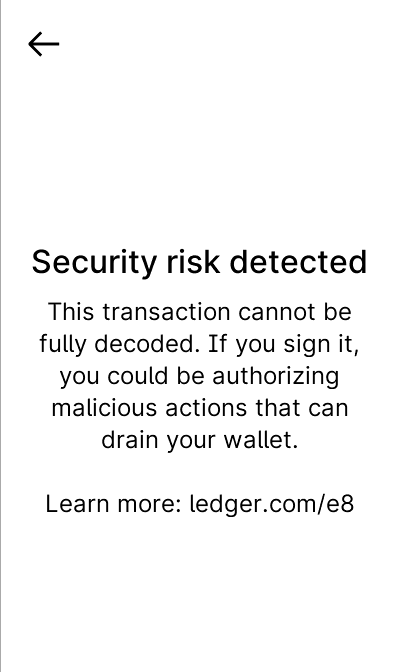 Security risk detected
This transaction cannot be
fully decoded. If you sign it,
you could be authorizing
malicious actions that can
drain your wallet.
Learn more: ledger.com/e8